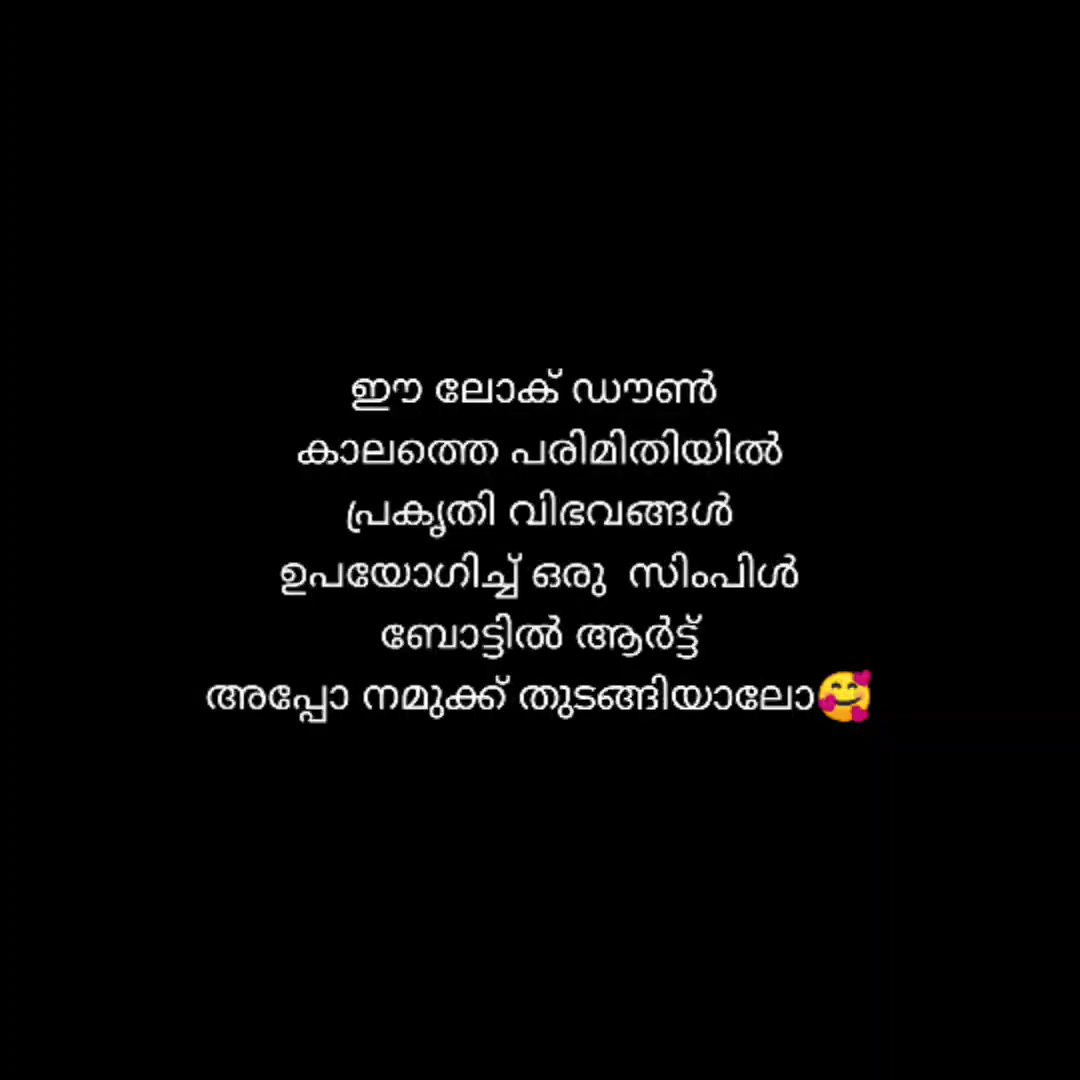 ഈ ലോക് ഡൗൺ
കാലത്തെ പരിമിതിയിൽ
പ്രകൃതി വിഭവങ്ങൾ
ഉപയോഗിച്ച് ഒരു  സിംപിൾ
ബോട്ടിൽ ആർട്ട്
അപ്പോ നമുക്ക് തുടങ്ങിയാലോ🥰